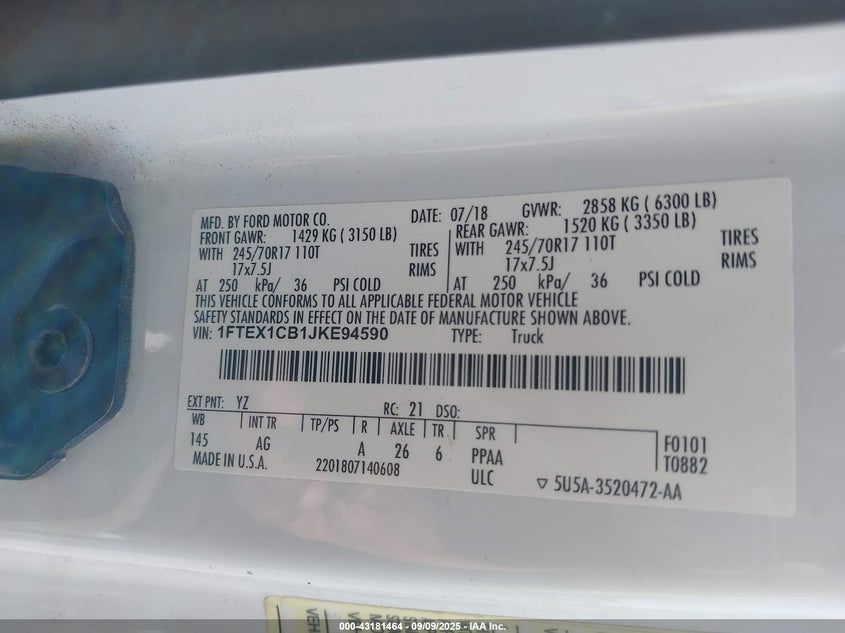 MFD. BY FORD MOTOR CO. DATE: 07/18 GVWR: 2858 KG ( 6300 LB)
FRONT GAWR: 1429 KG ( 3150 LB) REAR GAWR: 1520 KG ( 3350 LB)
WITH 245/70R17 110T TIRES WITH 245/70R17 110T TIRES
17x7.5J RIMS 17x7.5J RIMS
AT 250 kPa/ 36 PSI COLD AT 250 kPa/ 36 PSI COLD
THIS VEHICLE CONFORMS TO ALL APPLICABLE FEDERAL MOTOR VEHICLE
SAFETY STANDARDS IN EFFECT ON THE DATE OF MANUFACTURE SHOWN ABOVE.
VIN: 1FTEX1CB1JKE94590 TYPE: Truck
EXT PNT: YZ RC: 21 DSO:
WB INT TR TP/PS R AXLE TR SPR F0101
145 AG A 26 6 PPAA T0882
MADE IN U.S.A. 2201807140608 ULC ▽ 5U5A-3520472-AA
000-43181464 - 09/09/2025 - IAA Inc.